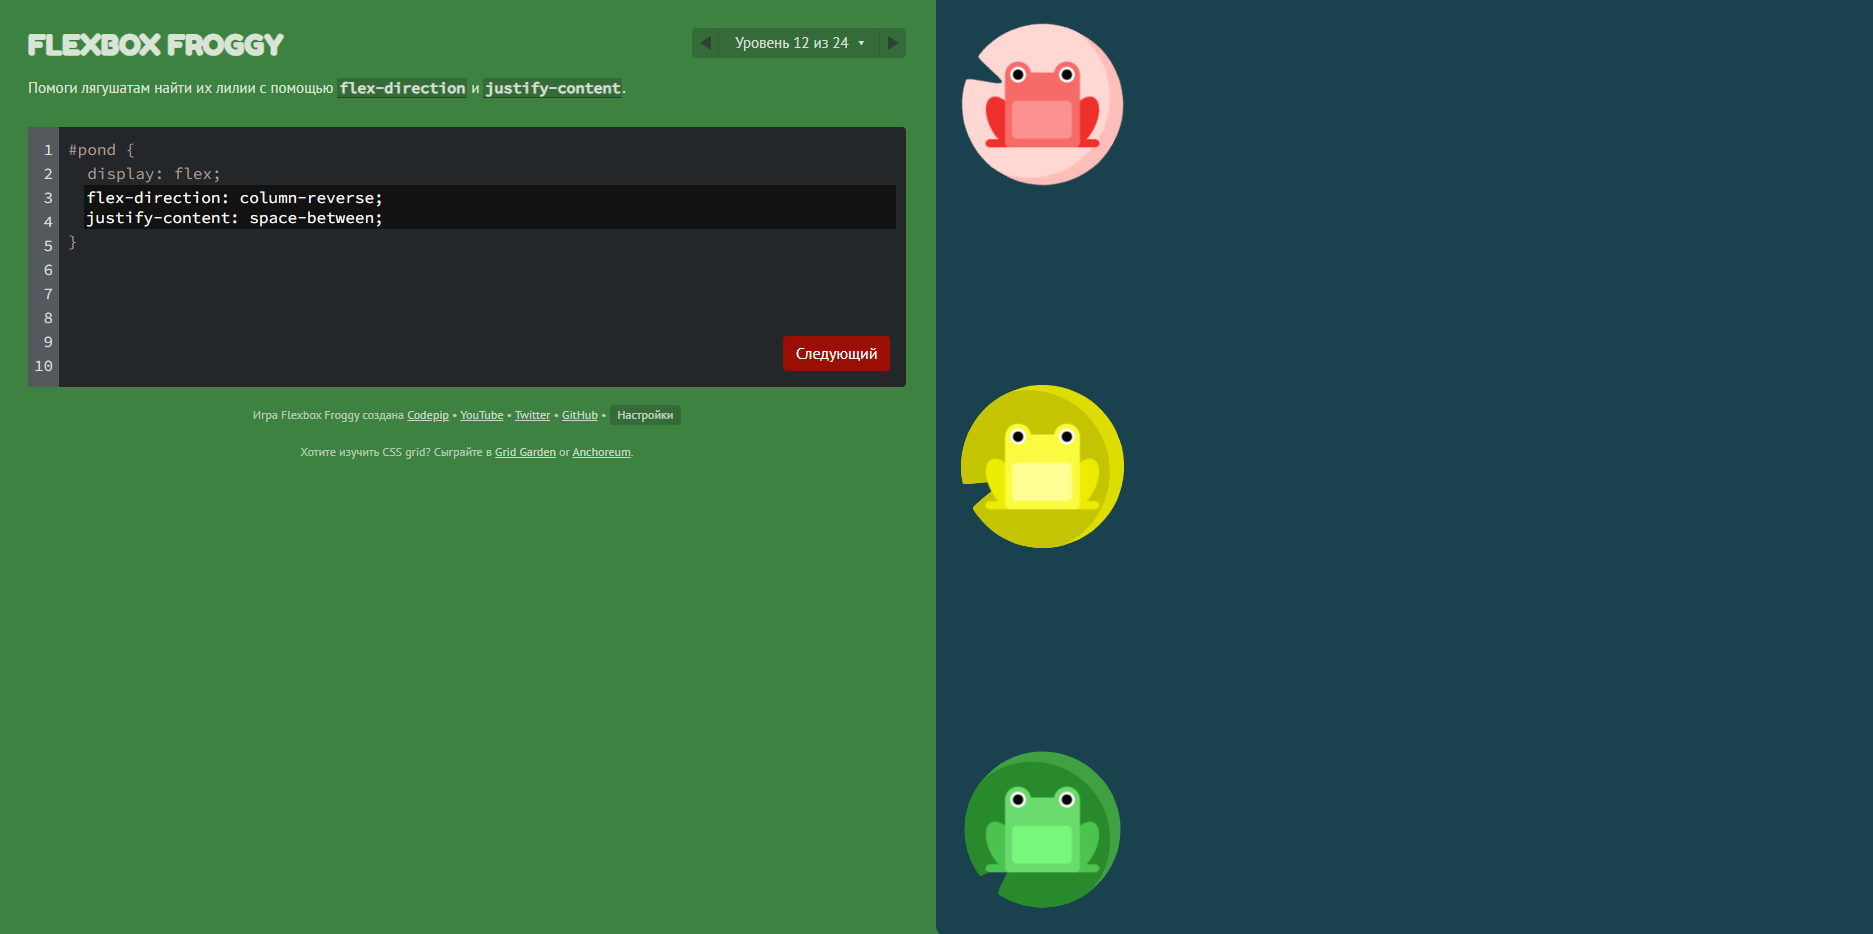 FLEXBOX FROGGY
Уровень 12 из 24 ▼
Помоги лягушатам найти их лилии с помощью flex-direction и justify-content.
1 #pond {
2 display: flex;
3 flex-direction: column-reverse;
4 justify-content: space-between;
5 }
6
7
8
9
10
Следующий
Игра Flexbox Froggy создана Codepip • YouTube • Twitter • GitHub • Настройки
Хотите изучить CSS grid? Сыграйте в Grid Garden or Anchoreum.